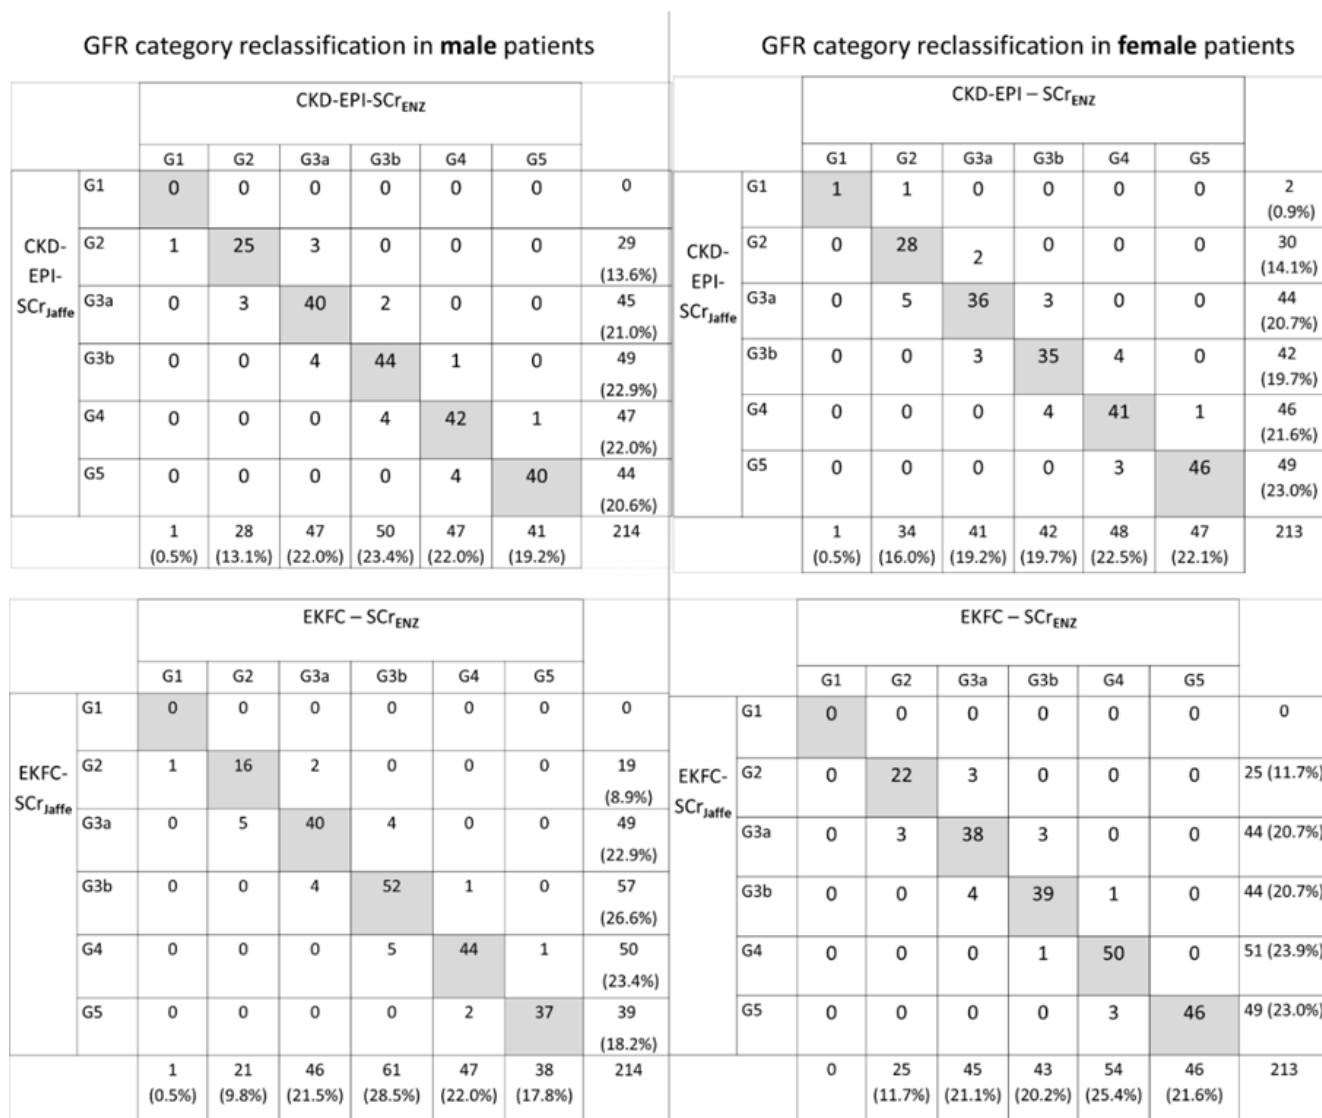 GFR category reclassification in male patients
CKD-EPI-SCrENZ
G1 G2 G3a G3b G4 G5
CKD-EPI-SCrJaffe
G1 0 0 0 0 0 0 0
G2 1 25 3 0 0 0 29 (13.6%)
G3a 0 3 40 2 0 0 45 (21.0%)
G3b 0 0 4 44 1 0 49 (22.9%)
G4 0 0 0 4 42 1 47 (22.0%)
G5 0 0 0 0 4 40 44 (20.6%)
1 28 47 50 47 41 214
(0.5%) (13.1%) (22.0%) (23.4%) (22.0%) (19.2%)
GFR category reclassification in female patients
CKD-EPI – SCrENZ
G1 G2 G3a G3b G4 G5
CKD-EPI-SCrJaffe
G1 1 1 0 0 0 0 2 (0.9%)
G2 0 28 2 0 0 0 30 (14.1%)
G3a 0 5 36 3 0 0 44 (20.7%)
G3b 0 0 3 35 4 0 42 (19.7%)
G4 0 0 0 4 41 1 46 (21.6%)
G5 0 0 0 0 3 46 49 (23.0%)
1 34 41 42 48 47 213
(0.5%) (16.0%) (19.2%) (19.7%) (22.5%) (22.1%)
EKFC – SCrENZ
G1 G2 G3a G3b G4 G5
EKFC-SCrJaffe
G1 0 0 0 0 0 0 0
G2 1 16 2 0 0 0 19 (8.9%)
G3a 0 5 40 4 0 0 49 (22.9%)
G3b 0 0 4 52 1 0 57 (26.6%)
G4 0 0 0 5 44 1 50 (23.4%)
G5 0 0 0 0 2 37 39 (18.2%)
1 21 46 61 47 38 214
(0.5%) (9.8%) (21.5%) (28.5%) (22.0%) (17.8%)
EKFC – SCrENZ
G1 G2 G3a G3b G4 G5
EKFC-SCrJaffe
G1 0 0 0 0 0 0 0
G2 0 22 3 0 0 0 25 (11.7%)
G3a 0 3 38 3 0 0 44 (20.7%)
G3b 0 0 4 39 1 0 44 (20.7%)
G4 0 0 0 1 50 0 51 (23.9%)
G5 0 0 0 0 3 46 49 (23.0%)
0 25 45 43 54 46 213
(11.7%) (21.1%) (20.2%) (25.4%) (21.6%)